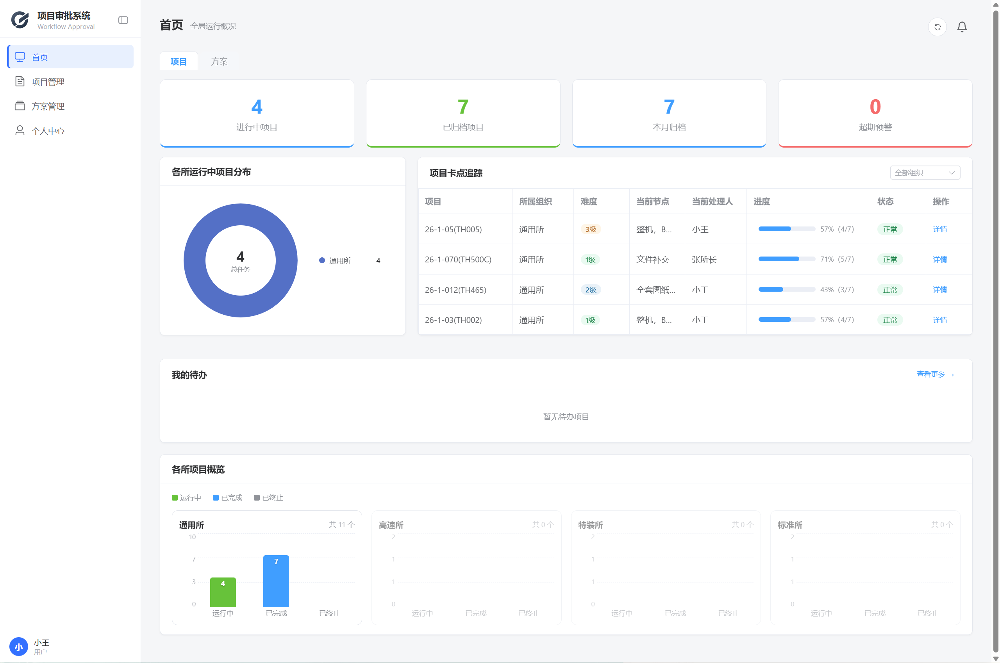 项目审批系统
Workflow Approval
首页
项目管理
方案管理
个人中心
小
小王
用户
首页 全局运行概况
项目 方案
4
进行中项目
7
已归档项目
7
本月归档
0
超期预警
各所运行中项目分布
4
总任务
通用所 4
项目卡点追踪 全部组织
项目 所属组织 难度 当前节点 当前处理人 进度 状态 操作
26-1-05(TH005) 通用所 3级 整机，B... 小王 57% (4/7) 正常 详情
26-1-070(TH500C) 通用所 1级 文件补交 张所长 71% (5/7) 正常 详情
26-1-012(TH465) 通用所 2级 全套图纸... 小王 43% (3/7) 正常 详情
26-1-03(TH002) 通用所 1级 整机，B... 小王 57% (4/7) 正常 详情
我的待办 查看更多 →
暂无待办项目
各所项目概览
运行中 已完成 已终止
通用所 共 11 个
10
7
3
0
4
7
运行中 已完成 已终止
高速所 共 0 个
2
1
1
0
运行中 已完成 已终止
特装所 共 0 个
2
1
1
0
运行中 已完成 已终止
标准所 共 0 个
2
1
1
0
运行中 已完成 已终止